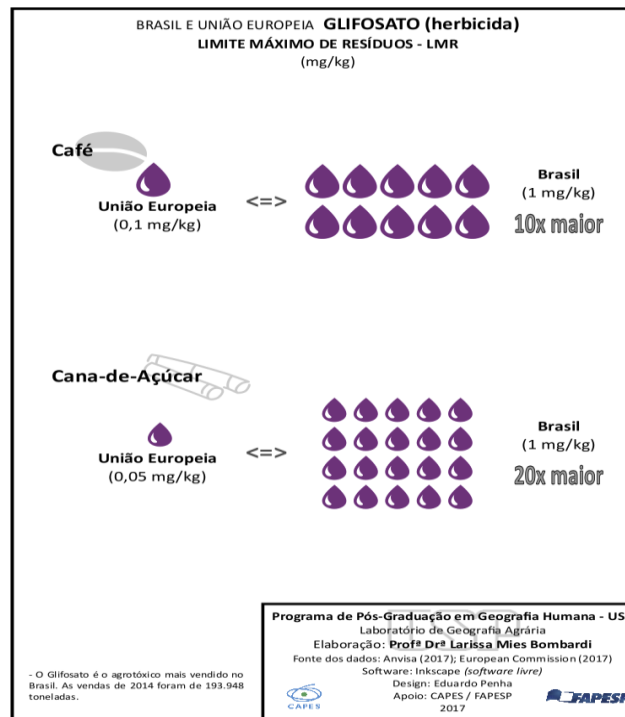 BRASIL E UNIÃO EUROPEIA GLIFOSATO (herbicida)
LIMITE MÁXIMO DE RESÍDUOS - LMR
(mg/kg)
Café
União Europeia
(0,1 mg/kg)
<=>
Brasil
(1 mg/kg)
10x maior
Cana-de-Açúcar
União Europeia
(0,05 mg/kg)
<=>
Brasil
(1 mg/kg)
20x maior
- O Glifosato é o agrotóxico mais vendido no
Brasil. As vendas de 2014 foram de 193.948
toneladas.
USP
Programa de Pós-Graduação em Geografia Humana - US
Laboratório de Geografia Agrária
Elaboração: Profª Drª Larissa Mies Bombardi
Fonte dos dados: Anvisa (2017); European Commission (2017)
Software: Inkscape (software livre)
Design: Eduardo Penha
Apoio: CAPES / FAPESP
2017
CAPES
FAPESP